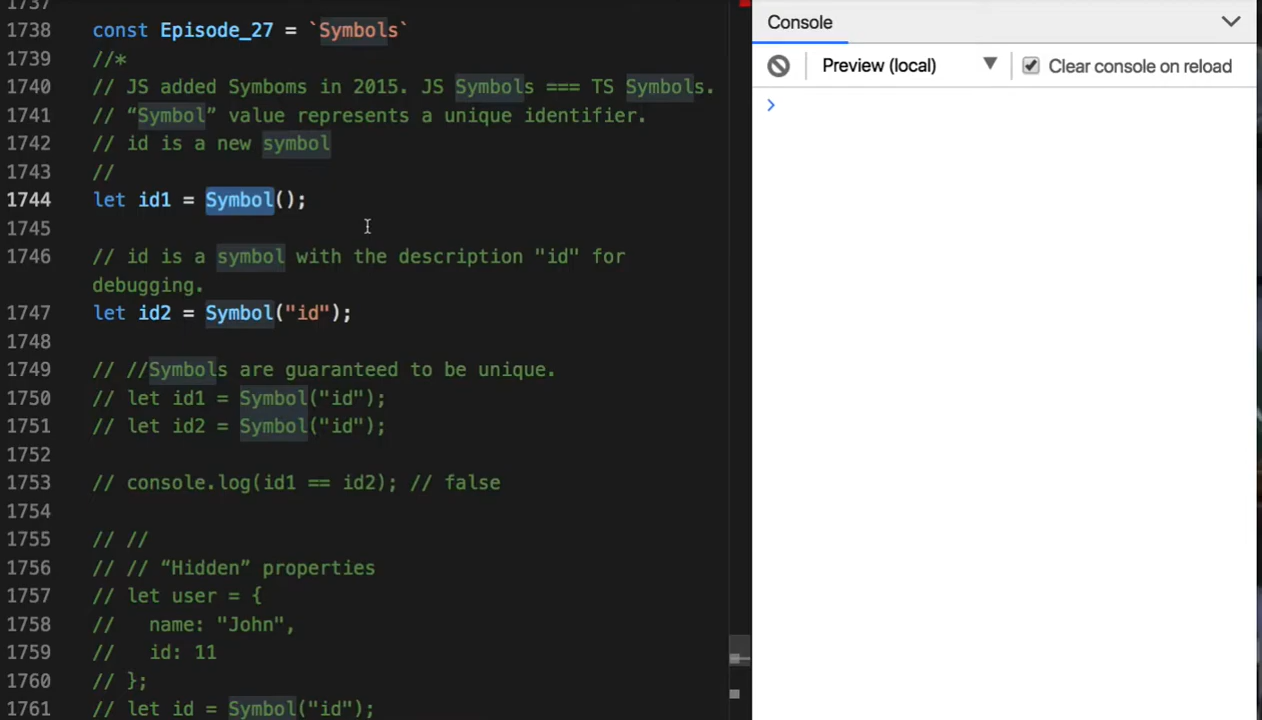 1737
1738 const Episode_27 = `Symbols`
1739 //*
1740 // JS added Symboms in 2015. JS Symbols === TS Symbols.
1741 // “Symbol” value represents a unique identifier.
1742 // id is a new symbol
1743 //
1744 let id1 = Symbol();
1745
1746 // id is a symbol with the description "id" for
debugging.
1747 let id2 = Symbol("id");
1748
1749 // //Symbols are guaranteed to be unique.
1750 // let id1 = Symbol("id");
1751 // let id2 = Symbol("id");
1752
1753 // console.log(id1 == id2); // false
1754
1755 // //
1756 // // “Hidden” properties
1757 // let user = {
1758 //   name: "John",
1759 //   id: 11
1760 // };
1761 // let id = Symbol("id");
Console
Preview (local)
Clear console on reload